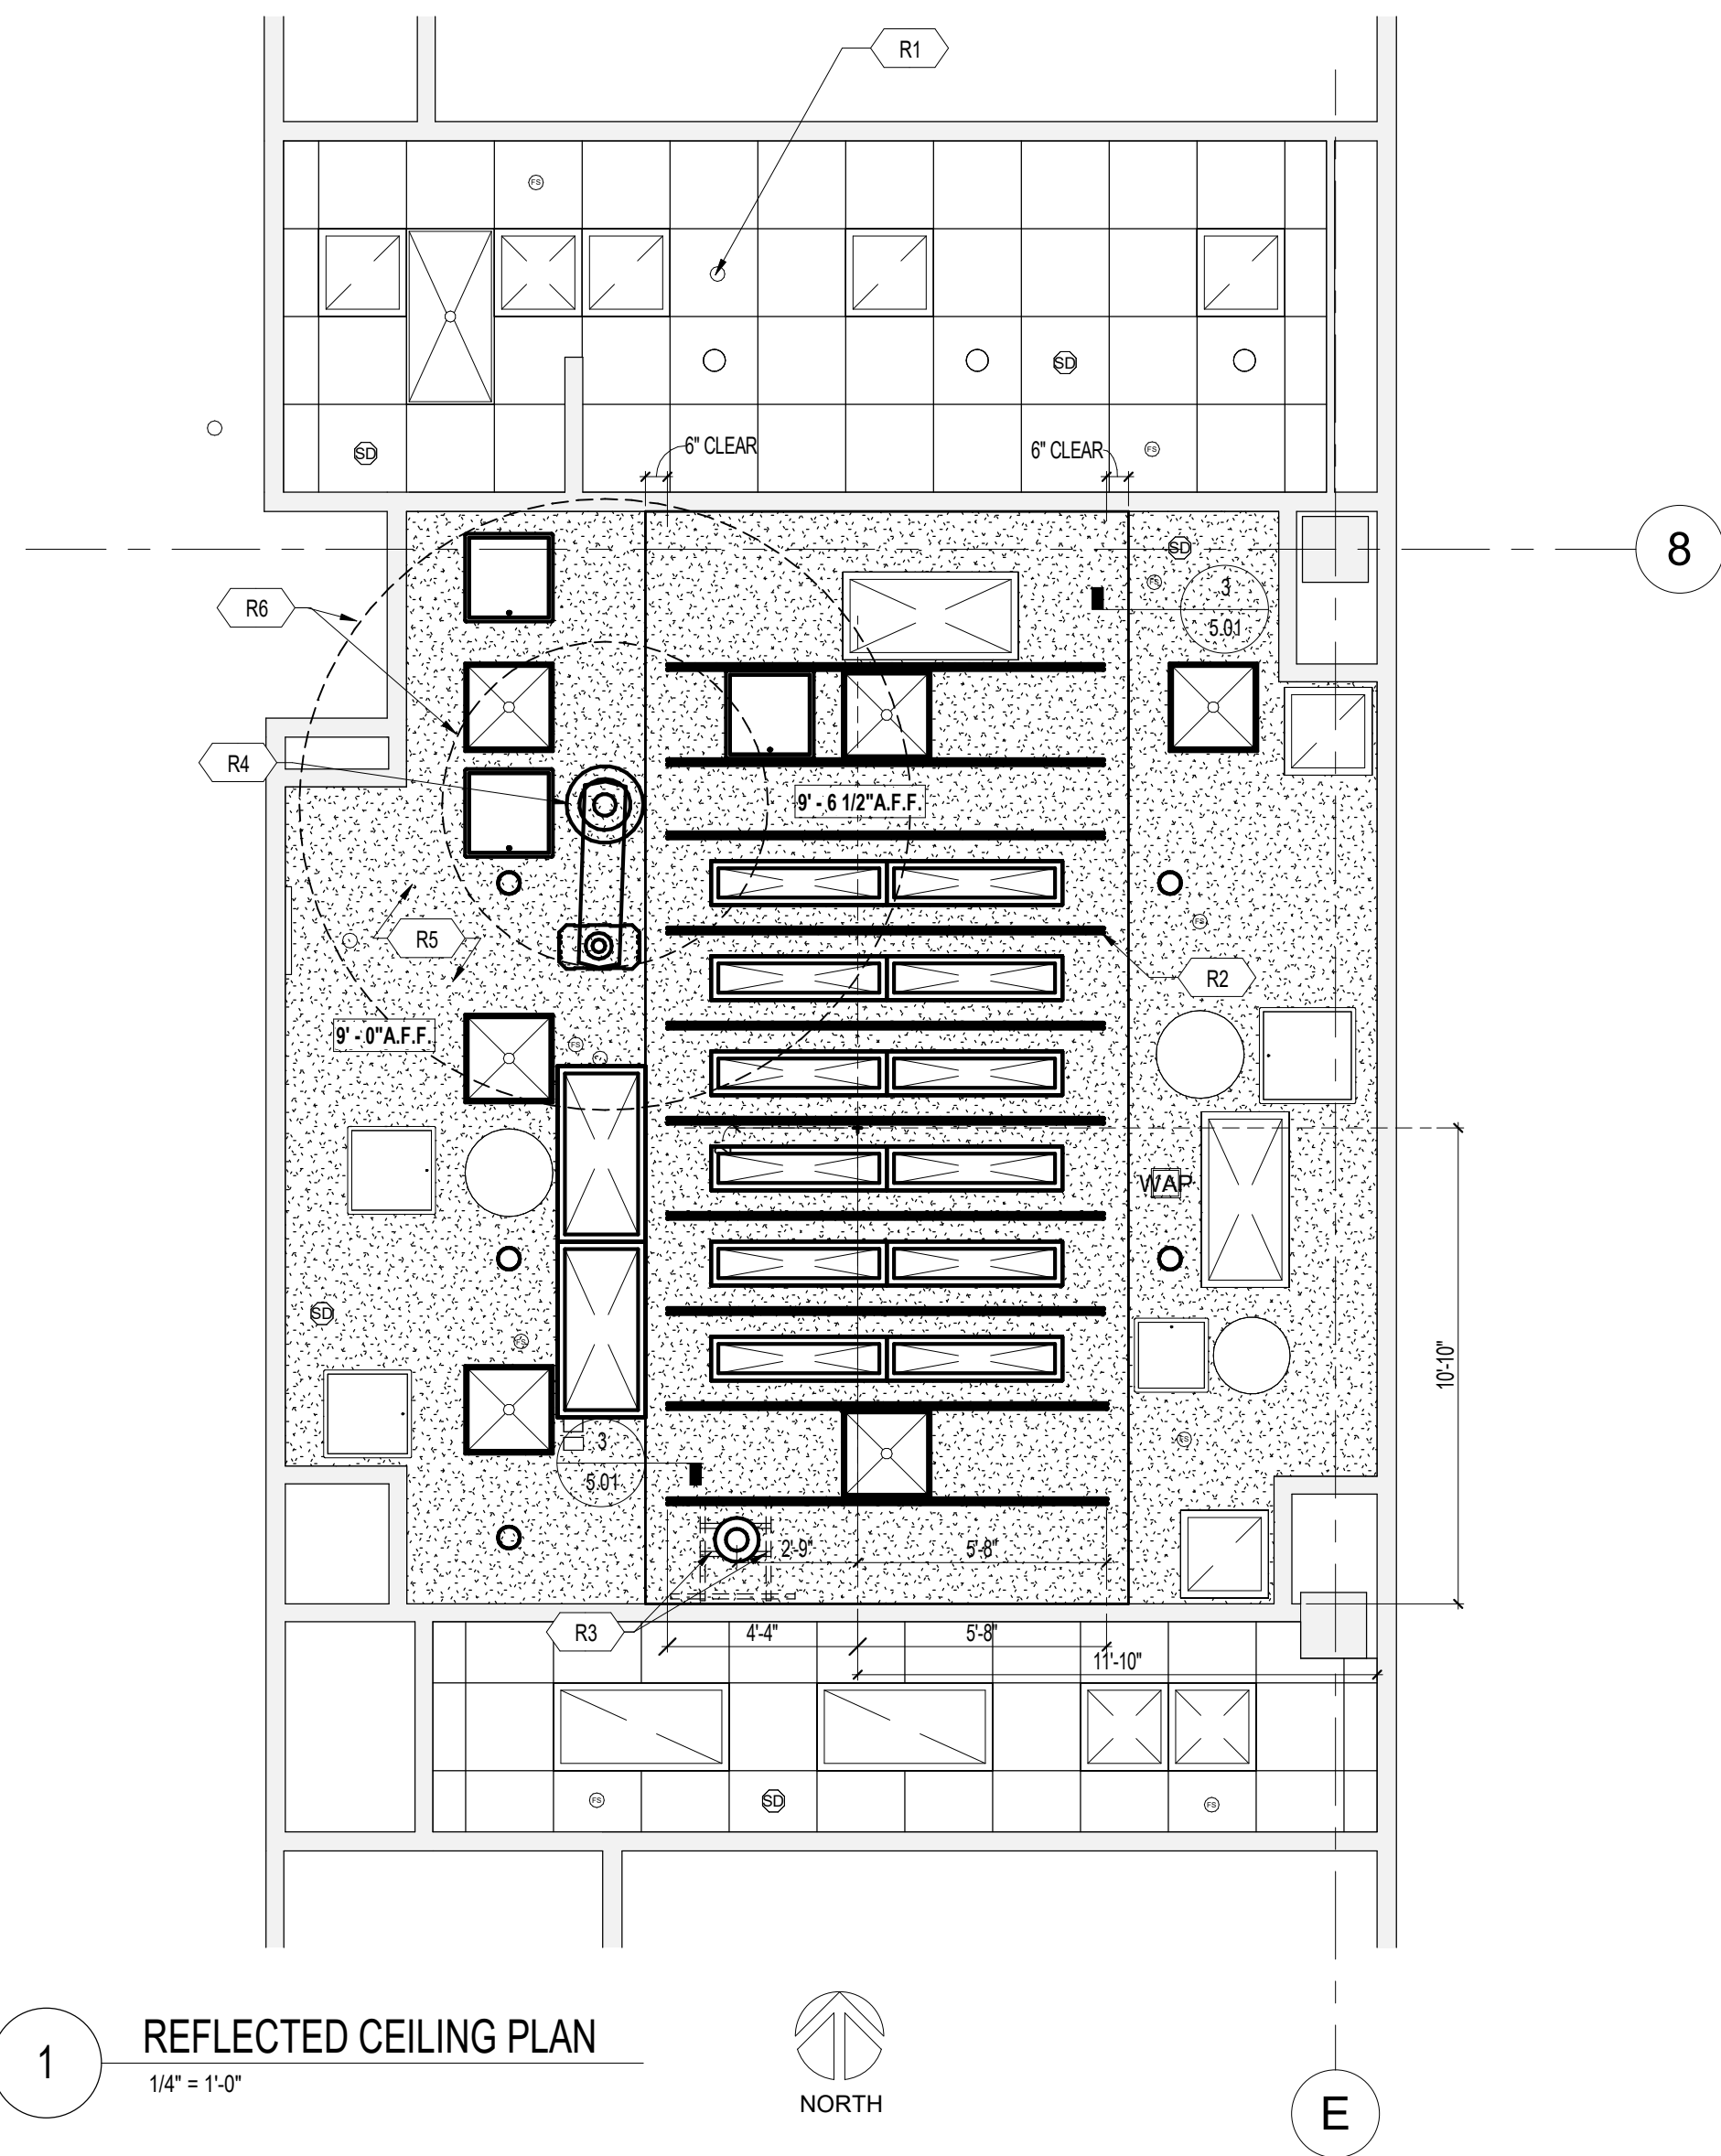 R1
FS
SD
SD
6" CLEAR
6" CLEAR
FS
8
SD
FS
3
5.01
R6
R4
9' - 6 1/2"A.F.F.
FS
R5
R2
9' - 0"A.F.F.
FS
WAP
SD
FS
10'-10"
3
5.01
FS
2'-9"
5'-8"
R3
4'-4"
5'-8"
11'-10"
FS
SD
FS
1
REFLECTED CEILING PLAN
1/4" = 1'-0"
NORTH
E